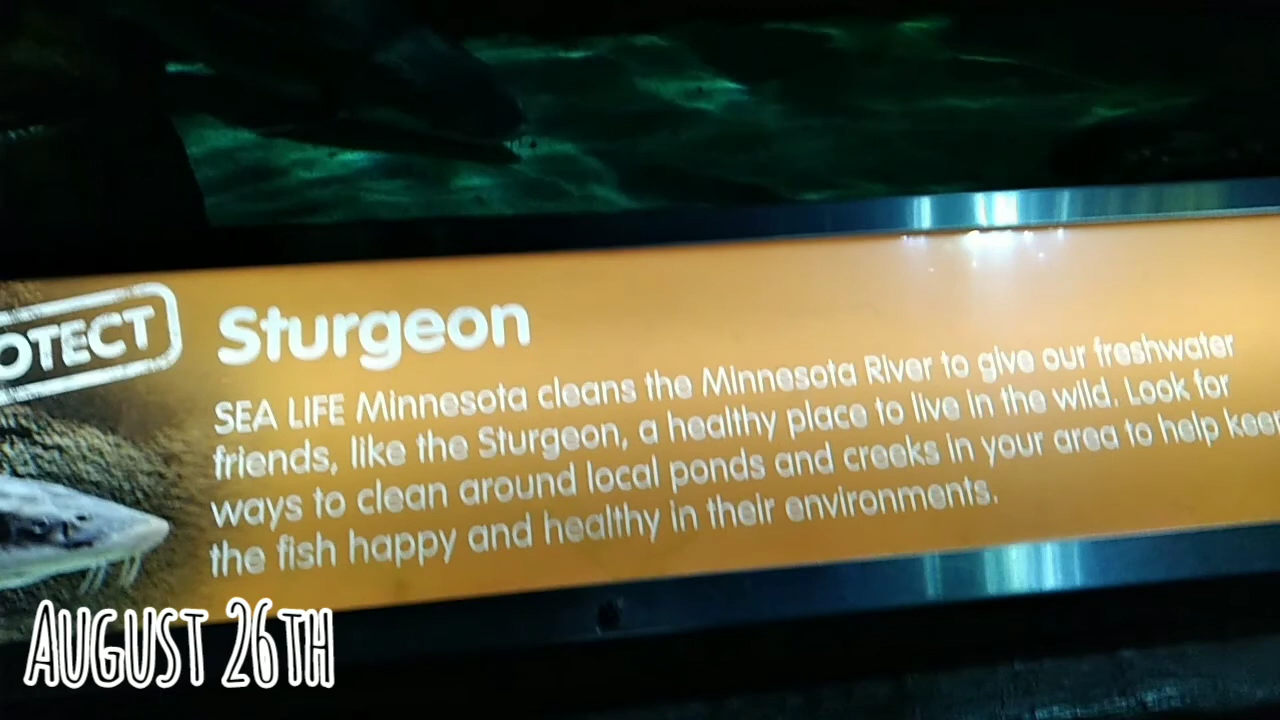 OTECT
Sturgeon
SEA LIFE Minnesota cleans the Minnesota River to give our freshwater
friends, like the Sturgeon, a healthy place to live in the wild. Look for
ways to clean around local ponds and creeks in your area to help keep
the fish happy and healthy in their environments.
AUGUST 26TH